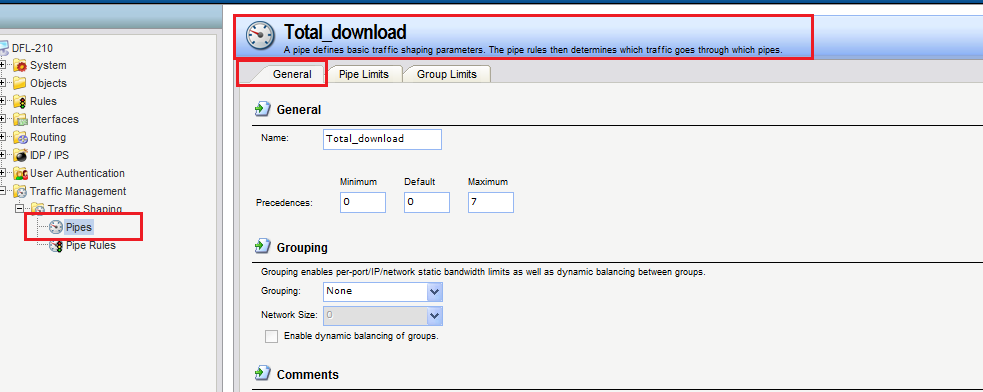 DFL-210
System
Objects
Rules
Interfaces
Routing
IDP / IPS
User Authentication
Traffic Management
Traffic Shaping
Pipes
Pipe Rules
Total_download
A pipe defines basic traffic shaping parameters. The pipe rules then determines which traffic goes through which pipes.
General Pipe Limits Group Limits
General
Name: Total_download
Minimum Default Maximum
Precedences: 0 0 7
Grouping
Grouping enables per-port/IP/network static bandwidth limits as well as dynamic balancing between groups.
Grouping: None
Network Size: 0
Enable dynamic balancing of groups.
Comments